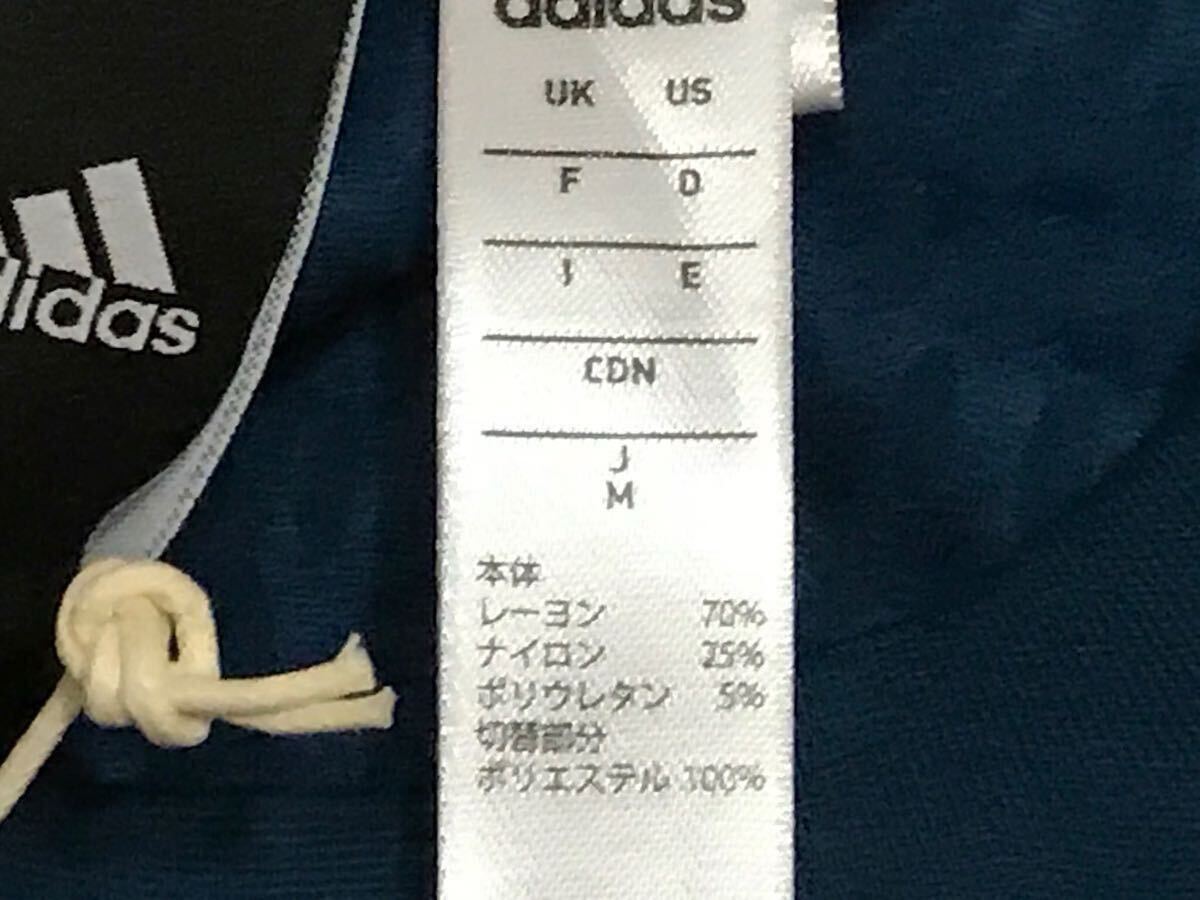 adidas
UK US
F D
I E
CDN
J
M
本体
レーヨン 70%
ナイロン 25%
ポリウレタン 5%
切替部分
ポリエステル 100%
adidas